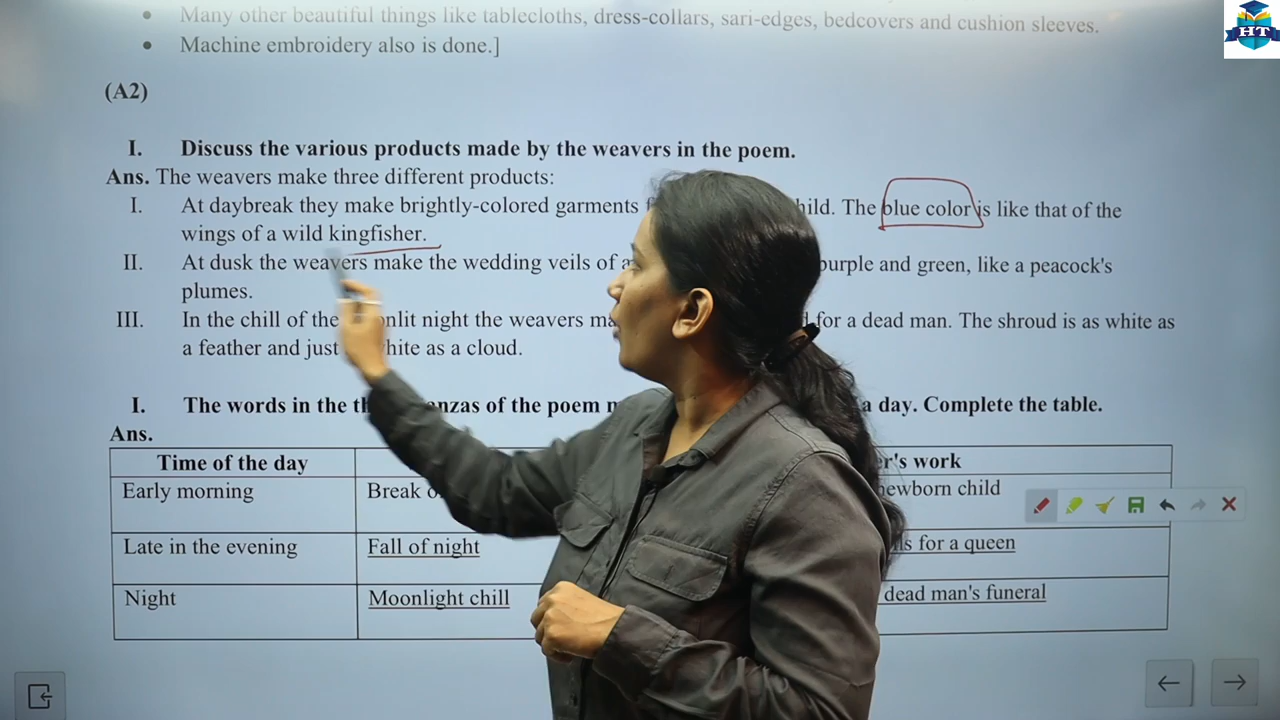 HT
• Many other beautiful things like tablecloths, dress-collars, sari-edges, bedcovers and cushion sleeves.
• Machine embroidery also is done.]
(A2)
I. Discuss the various products made by the weavers in the poem.
Ans. The weavers make three different products:
I. At daybreak they make brightly-colored garments The blue color is like that of the
wings of a wild kingfisher.
II. At dusk the weavers make the wedding veils of purple and green, like a peacock's
plumes.
III. In the chill of the night the weavers for a dead man. The shroud is as white as
a feather and just white as a cloud.
I. The words in the of the poem a day. Complete the table.
Ans.
Time of the day work
Early morning Break newborn child
Late in the evening Fall of night for a queen
Night Moonlight chill dead man's funeral